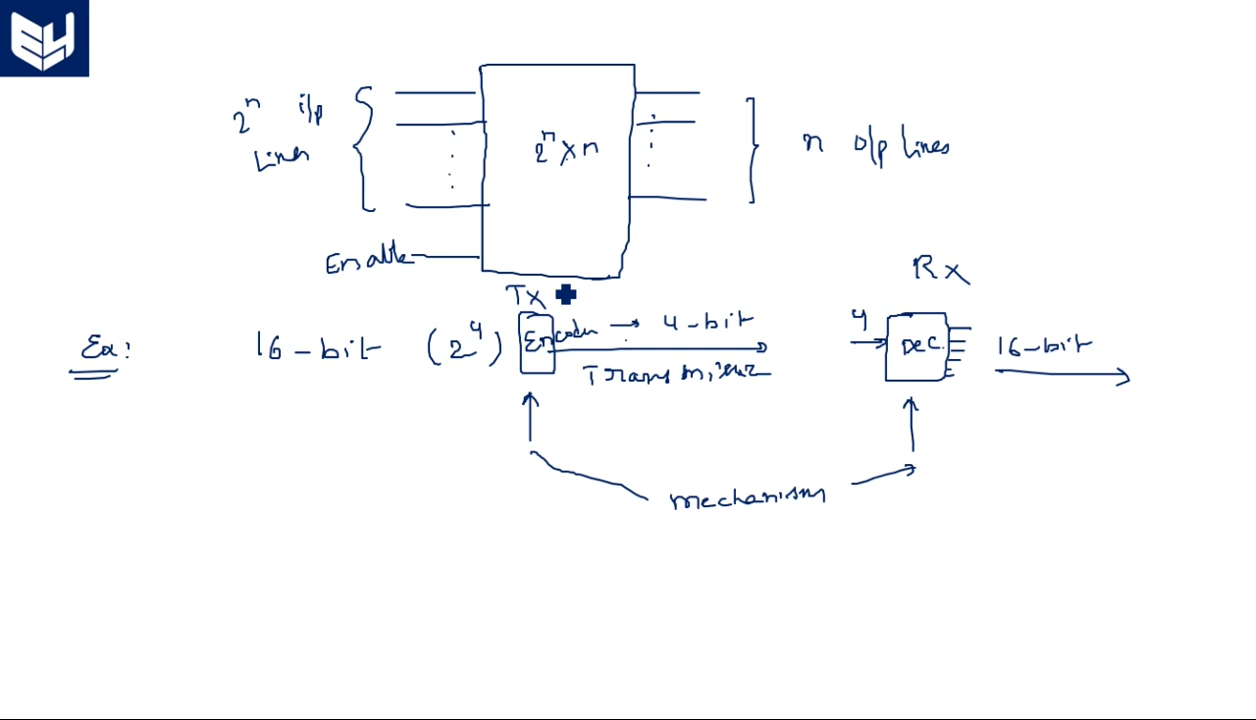 2ⁿ i/p
Lines
2ⁿ x n
n o/p lines
Enable
Tx
Rx
Ex:
16-bit (2⁴)
Encoder → 4-bit
4
DEC.
16-bit
mechanism